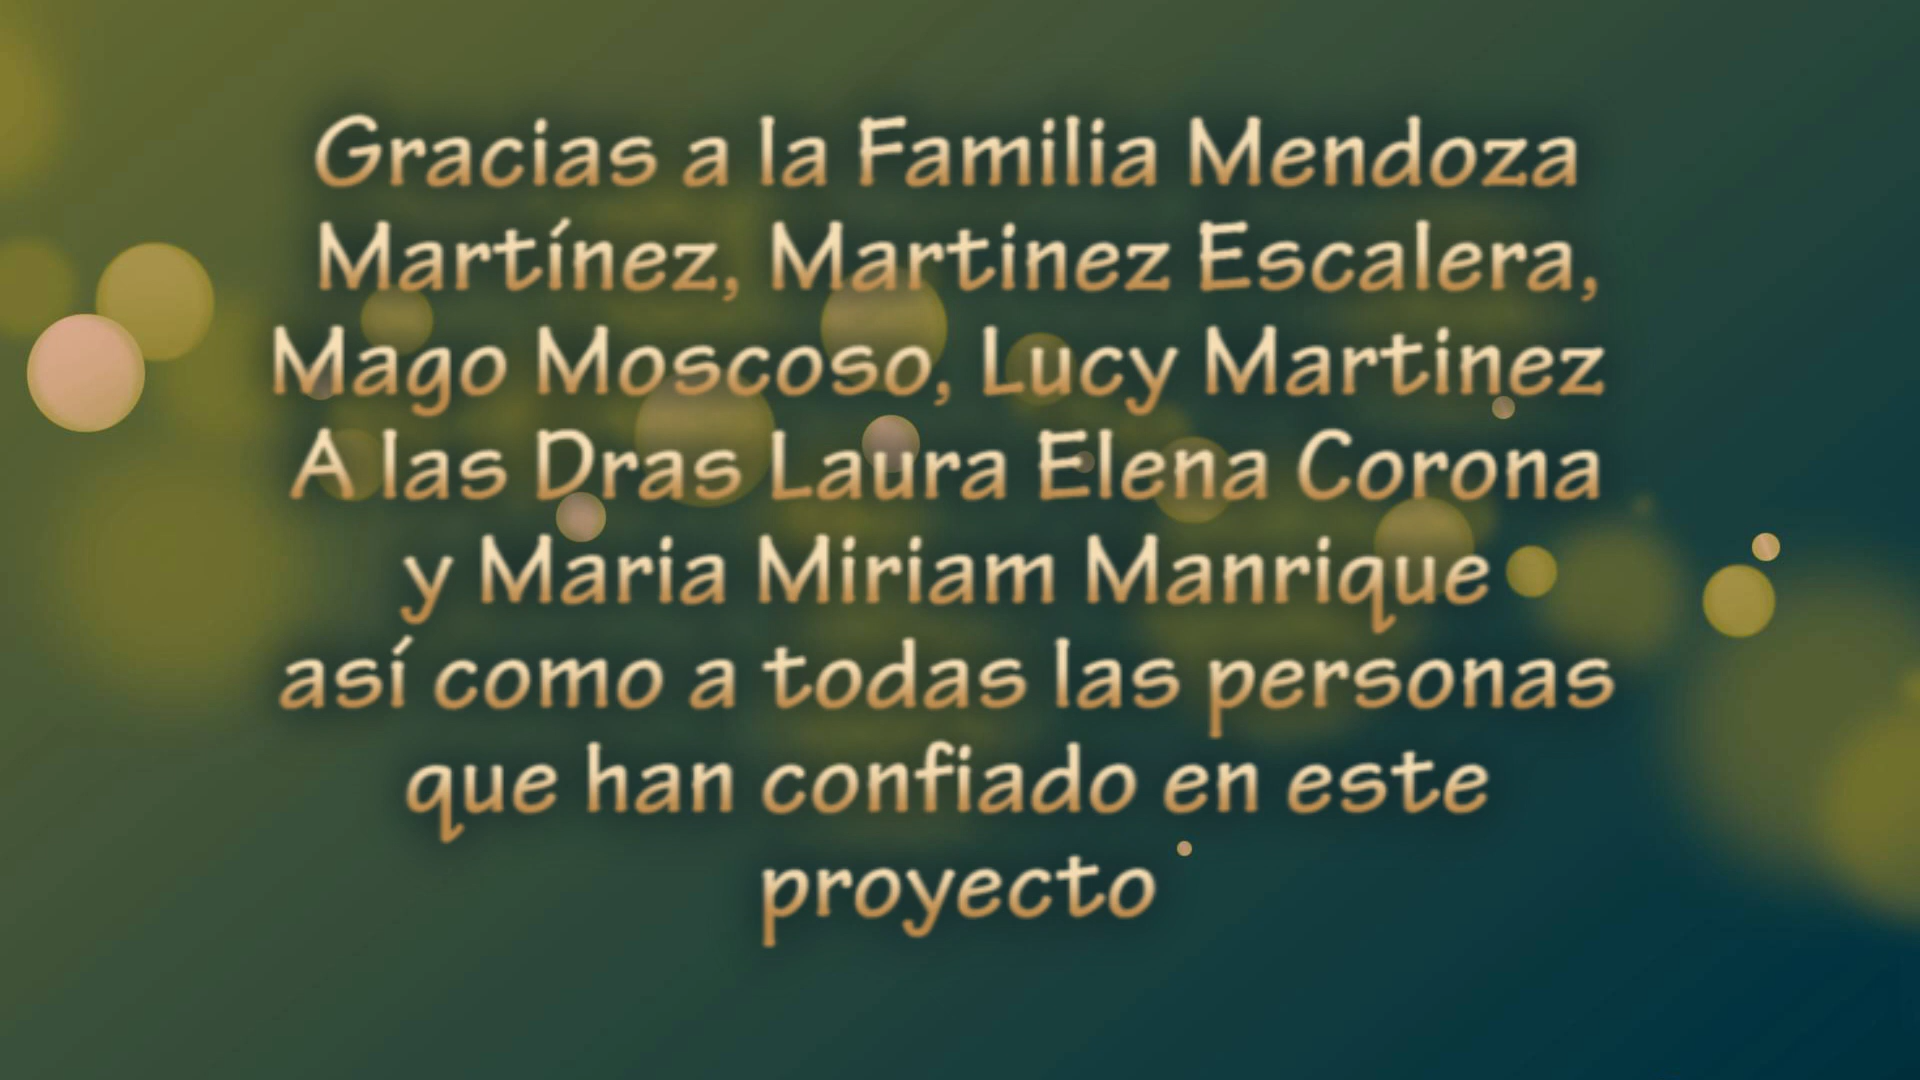 Gracias a la Familia Mendoza
Martínez, Martinez Escalera,
Mago Moscoso, Lucy Martinez
A las Dras Laura Elena Corona
y Maria Miriam Manrique
así como a todas las personas
que han confiado en este
proyecto